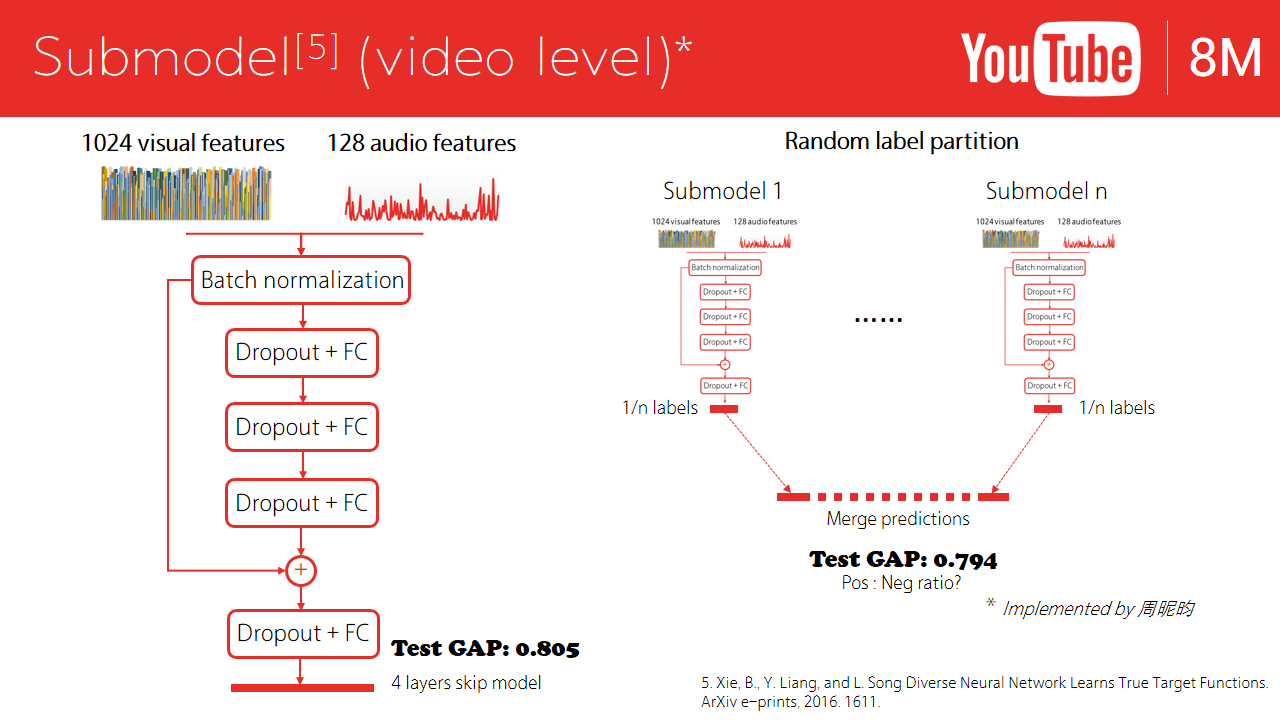 Submodel[5] (video level)*
YouTube 8M
1024 visual features
128 audio features
Batch normalization
Dropout + FC
Dropout + FC
Dropout + FC
+
Dropout + FC
Test GAP: 0.805
4 layers skip model
Random label partition
Submodel 1
1024 visual features
128 audio features
Batch normalization
Dropout + FC
Dropout + FC
Dropout + FC
+
Dropout + FC
1/n labels
……
Submodel n
1024 visual features
128 audio features
Batch normalization
Dropout + FC
Dropout + FC
Dropout + FC
+
Dropout + FC
1/n labels
Merge predictions
Test GAP: 0.794
Pos : Neg ratio?
* Implemented by 周昵昀
5. Xie, B., Y. Liang, and L. Song Diverse Neural Network Learns True Target Functions.
ArXiv e-prints, 2016. 1611.